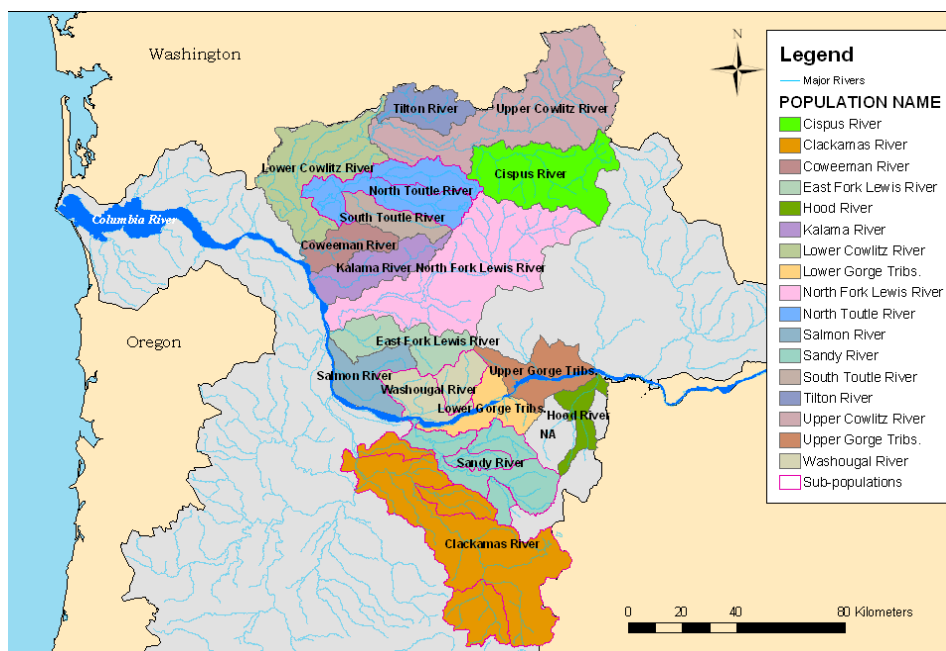 Washington
N
Tilton River
Upper Cowlitz River
Lower Cowlitz River
Cispus River
North Toutle River
Columbia River
South Toutle River
Coweeman River
Kalama River
North Fork Lewis River
Oregon
East Fork Lewis River
Salmon River
Upper Gorge Tribs.
Washougal River
Lower Gorge Tribs.
Hood River
NA
Sandy River
Clackamas River
Legend
Major Rivers
POPULATION NAME
Cispus River
Clackamas River
Coweeman River
East Fork Lewis River
Hood River
Kalama River
Lower Cowlitz River
Lower Gorge Tribs.
North Fork Lewis River
North Toutle River
Salmon River
Sandy River
South Toutle River
Tilton River
Upper Cowlitz River
Upper Gorge Tribs.
Washougal River
Sub-populations
0 20 40 80 Kilometers